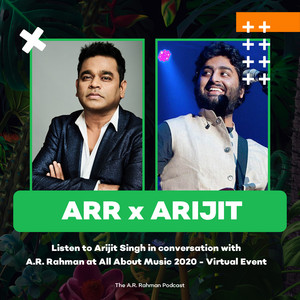 ARR x ARIJIT
Listen to Arijit Singh in conversation with
A.R. Rahman at All About Music 2020 - Virtual Event
The A.R. Rahman Podcast